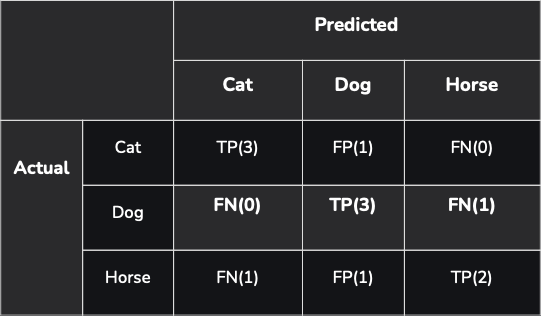 Predicted
Cat Dog Horse
Actual
Cat TP(3) FP(1) FN(0)
Dog FN(0) TP(3) FN(1)
Horse FN(1) FP(1) TP(2)